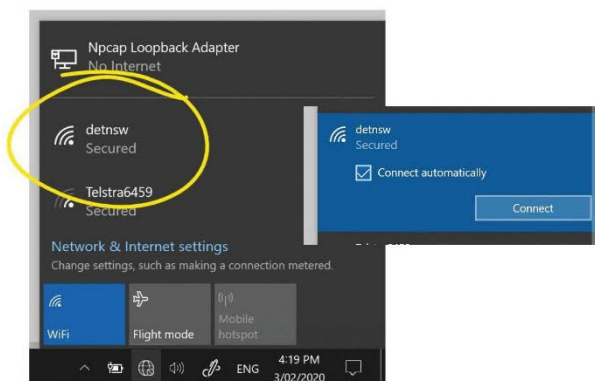 Npcap Loopback Adapter
No Internet
detnsw
Secured
Telstra6459
Secured
Network & Internet settings
Change settings, such as making a connection metered.
WiFi
Flight mode
Mobile
hotspot
ENG
4:19 PM
3/02/2020
detnsw
Secured
Connect automatically
Connect